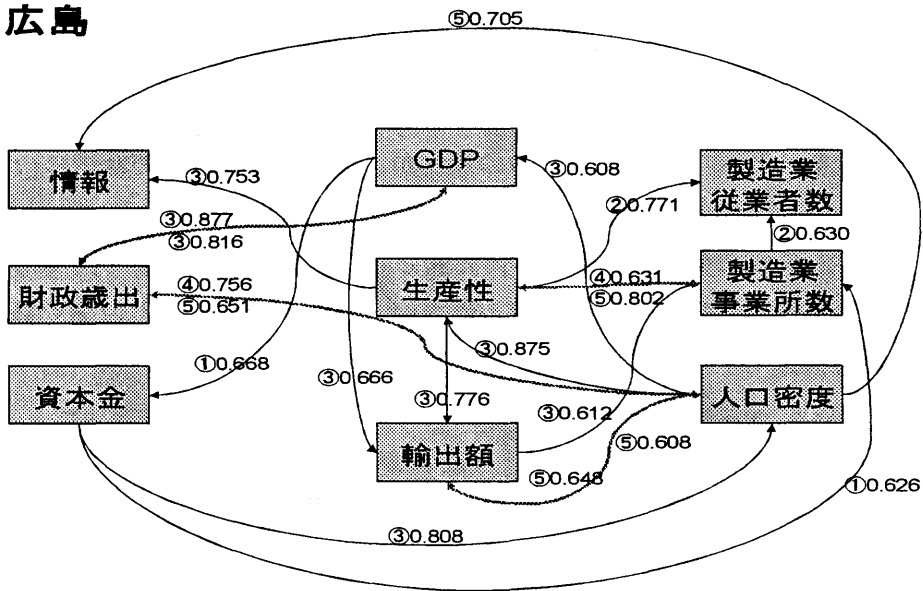 広島
⑤0.705
情報
③0.753
GDP
③0.608
製造業
従業者数
②0.771
③0.877
③0.816
②0.630
財政歳出
④0.756
⑤0.651
生産性
④0.631
⑤0.802
製造業
事業所数
①0.668
③0.666
③0.875
資本金
③0.776
③0.612
人口密度
輸出額
⑤0.608
⑤0.648
①0.626
③0.808